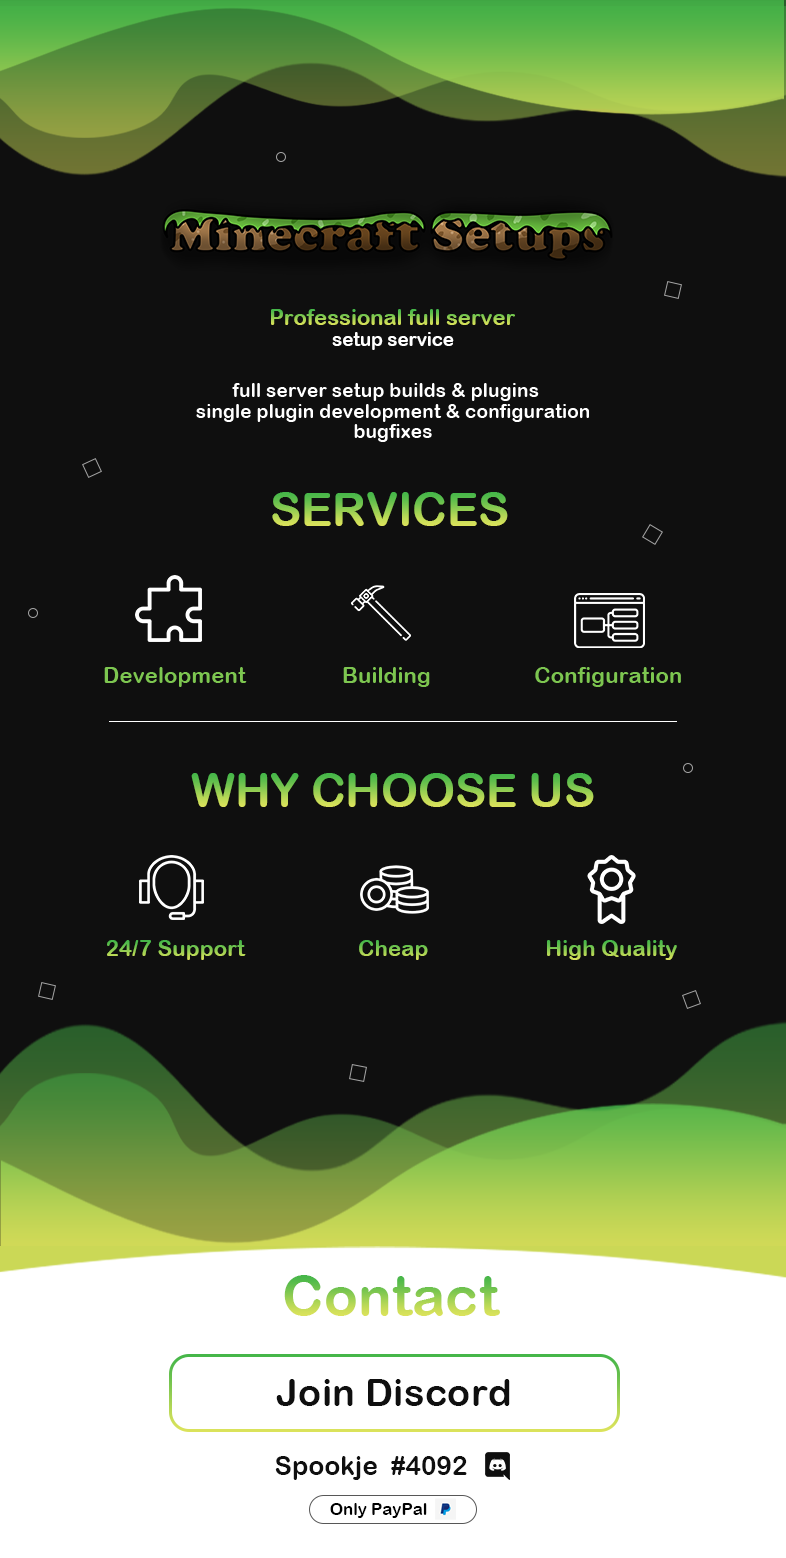 Minecraft Setups
Professional full server
setup service
full server setup builds & plugins
single plugin development & configuration
bugfixes
SERVICES
Development
Building
Configuration
WHY CHOOSE US
24/7 Support
Cheap
High Quality
Contact
Join Discord
Spookje #4092
Only PayPal